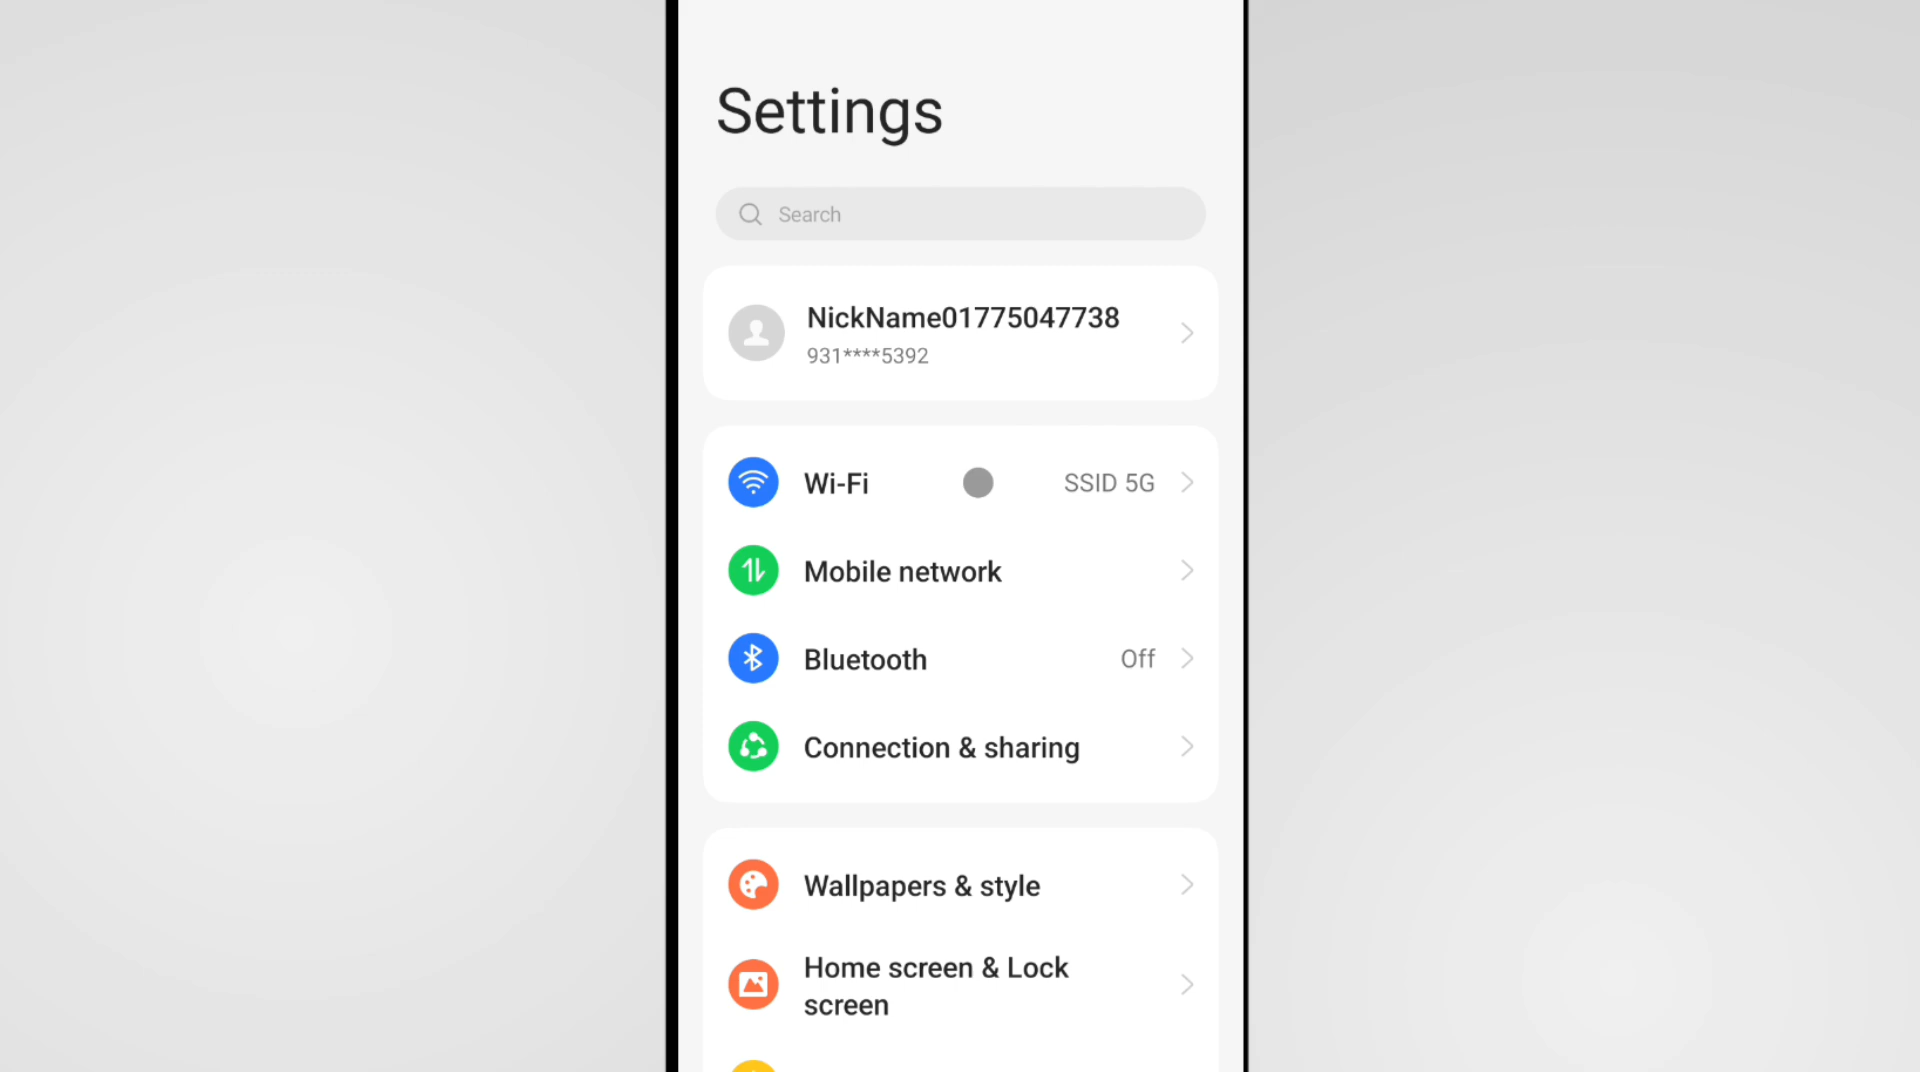 Settings
Search
NickName01775047738
931****5392
Wi-Fi
SSID 5G
Mobile network
Bluetooth
Off
Connection & sharing
Wallpapers & style
Home screen & Lock
screen